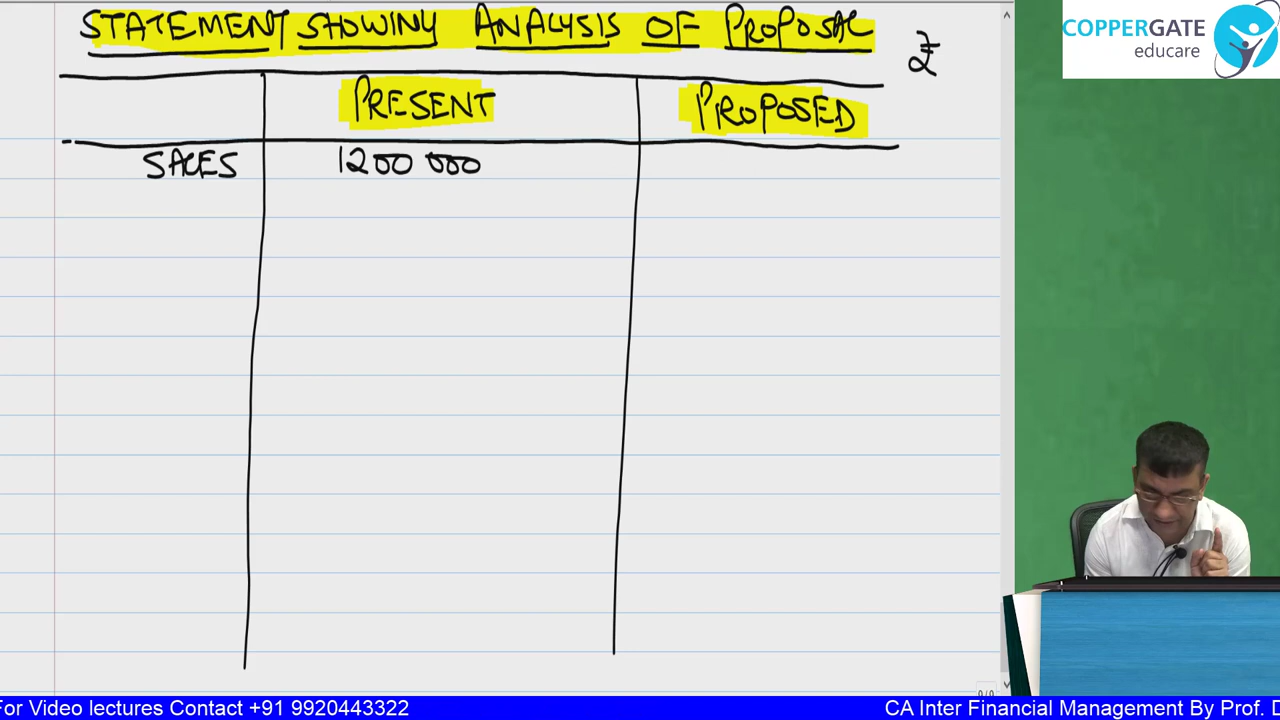 STATEMENT SHOWING ANALYSIS OF PROPOSAL
₹
COPPERGATE
educare
PRESENT
PROPOSED
SALES 1200 000
For Video lectures Contact +91 9920443322
CA Inter Financial Management By Prof. D